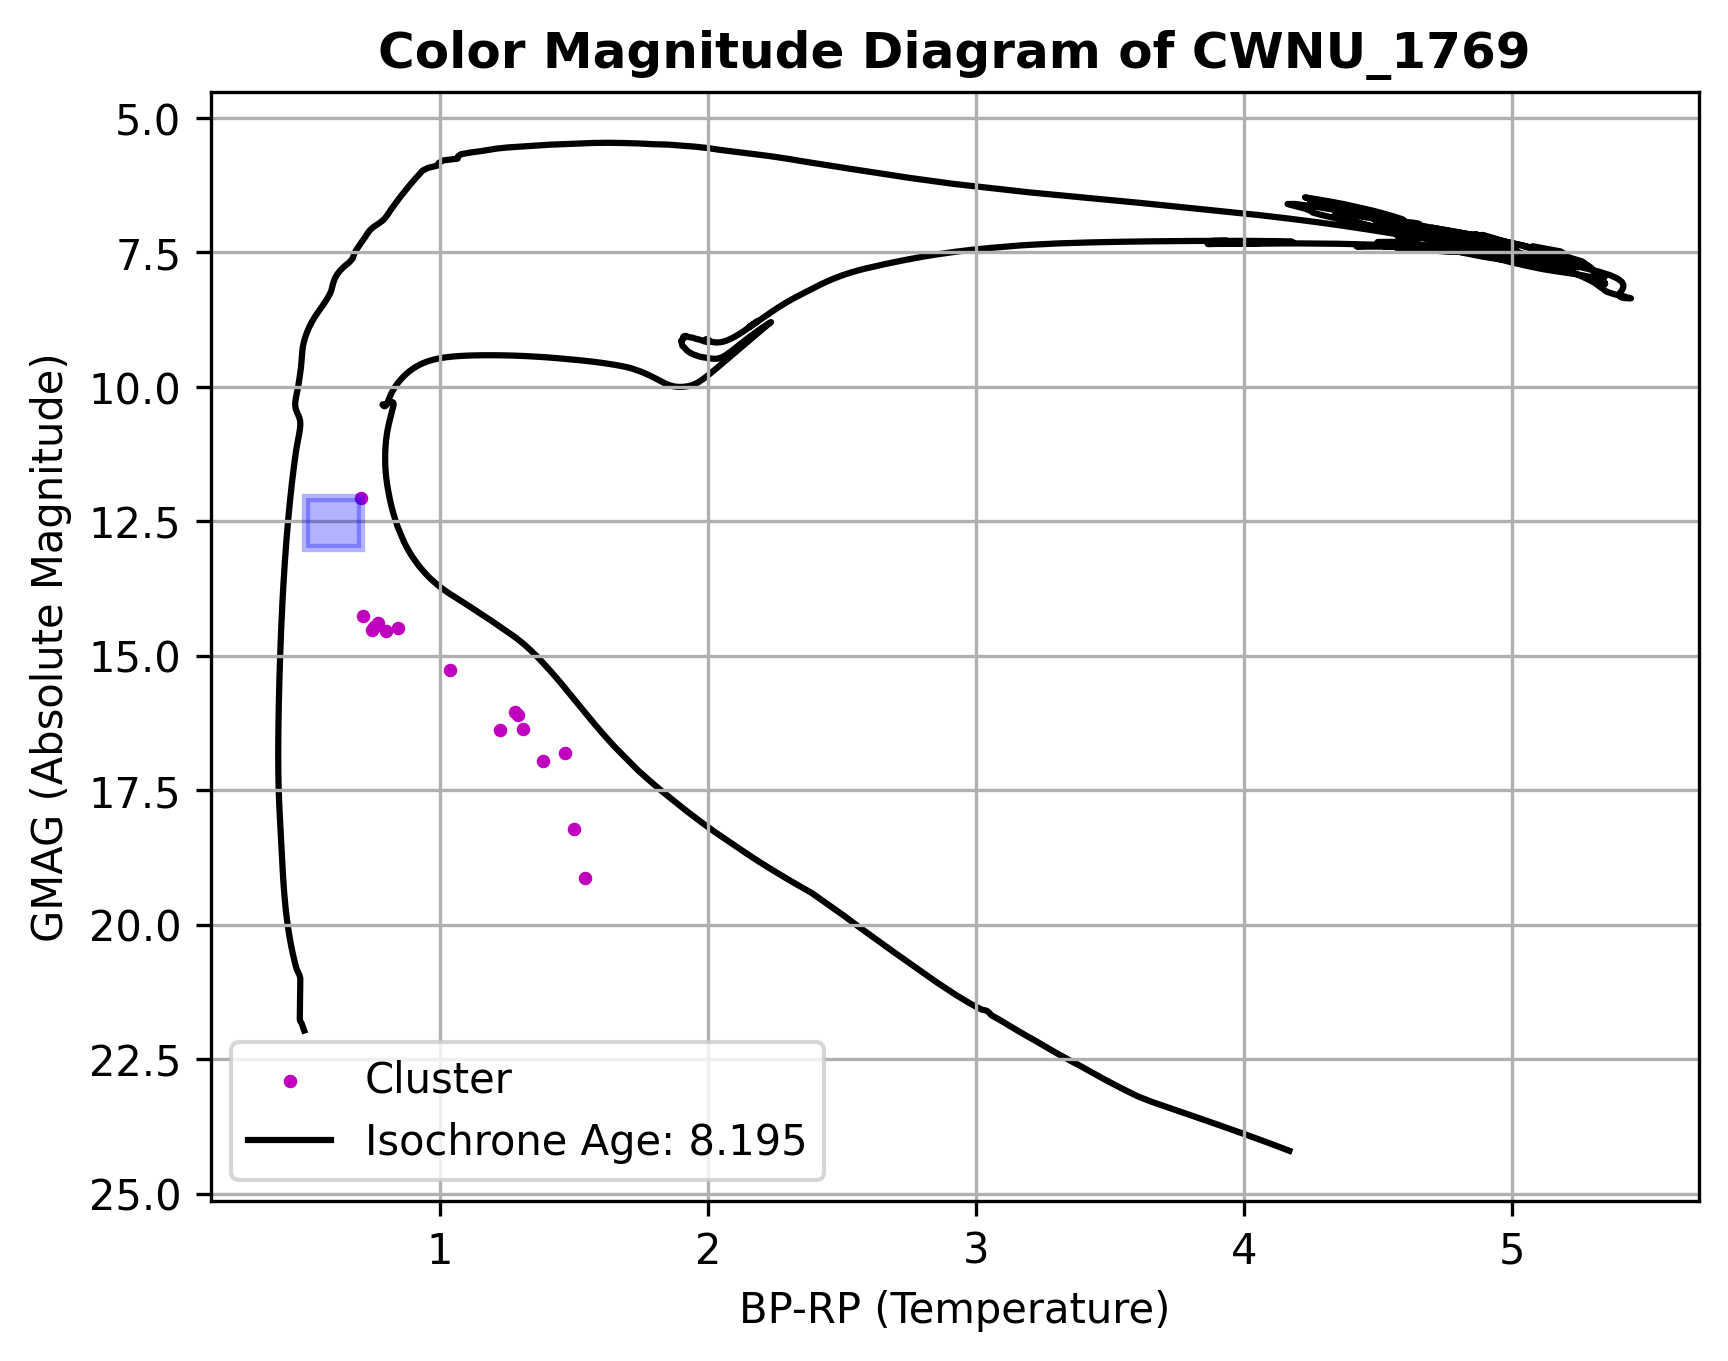 Color Magnitude Diagram of CWNU_1769
GMAG (Absolute Magnitude)
5.0
7.5
10.0
12.5
15.0
17.5
20.0
22.5
25.0
Cluster
Isochrone Age: 8.195
1 2 3 4 5
BP-RP (Temperature)